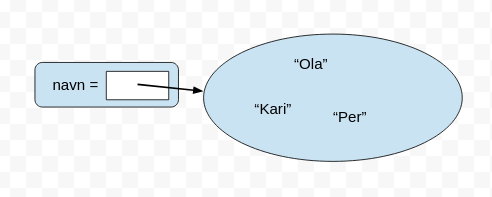 navn =
“Ola”
“Kari”
“Per”